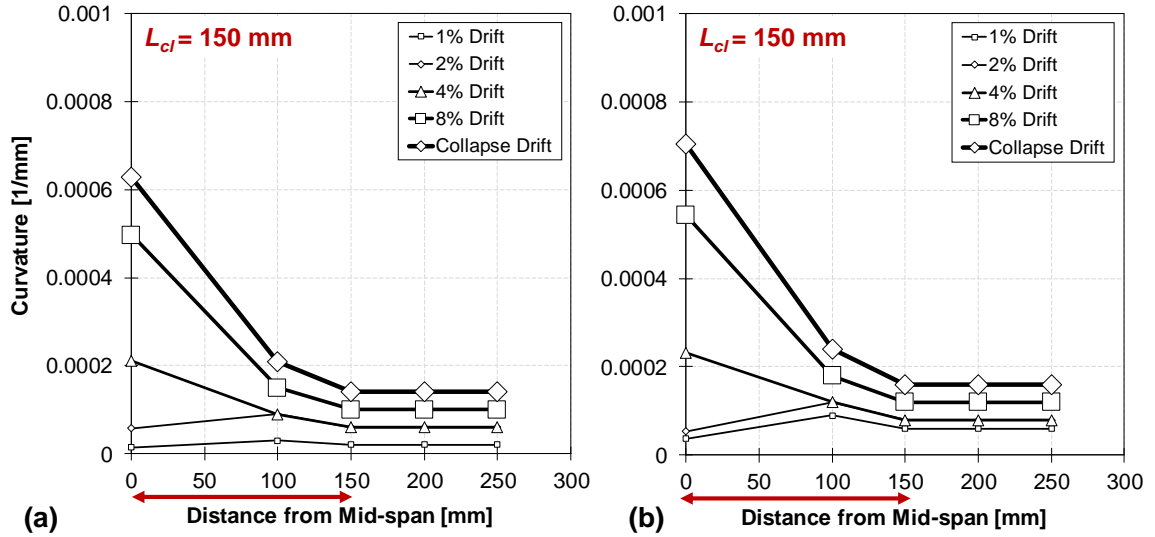 L_cl = 150 mm
1% Drift
2% Drift
4% Drift
8% Drift
Collapse Drift
0.001
0.0008
0.0006
0.0004
0.0002
0
Curvature [1/mm]
0 50 100 150 200 250 300
Distance from Mid-span [mm]
(a)
L_cl = 150 mm
1% Drift
2% Drift
4% Drift
8% Drift
Collapse Drift
0.001
0.0008
0.0006
0.0004
0.0002
0
0 50 100 150 200 250 300
Distance from Mid-span [mm]
(b)